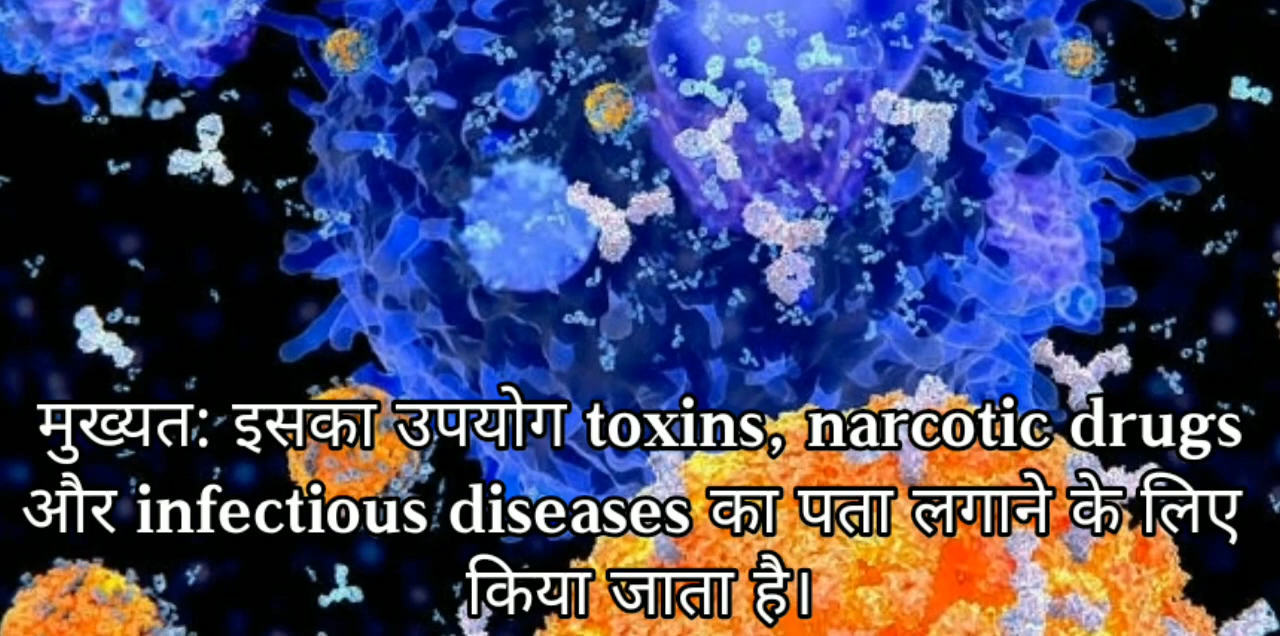 मुख्यत: इसका उपयोग toxins, narcotic drugs
और infectious diseases का पता लगाने के लिए
किया जाता है।